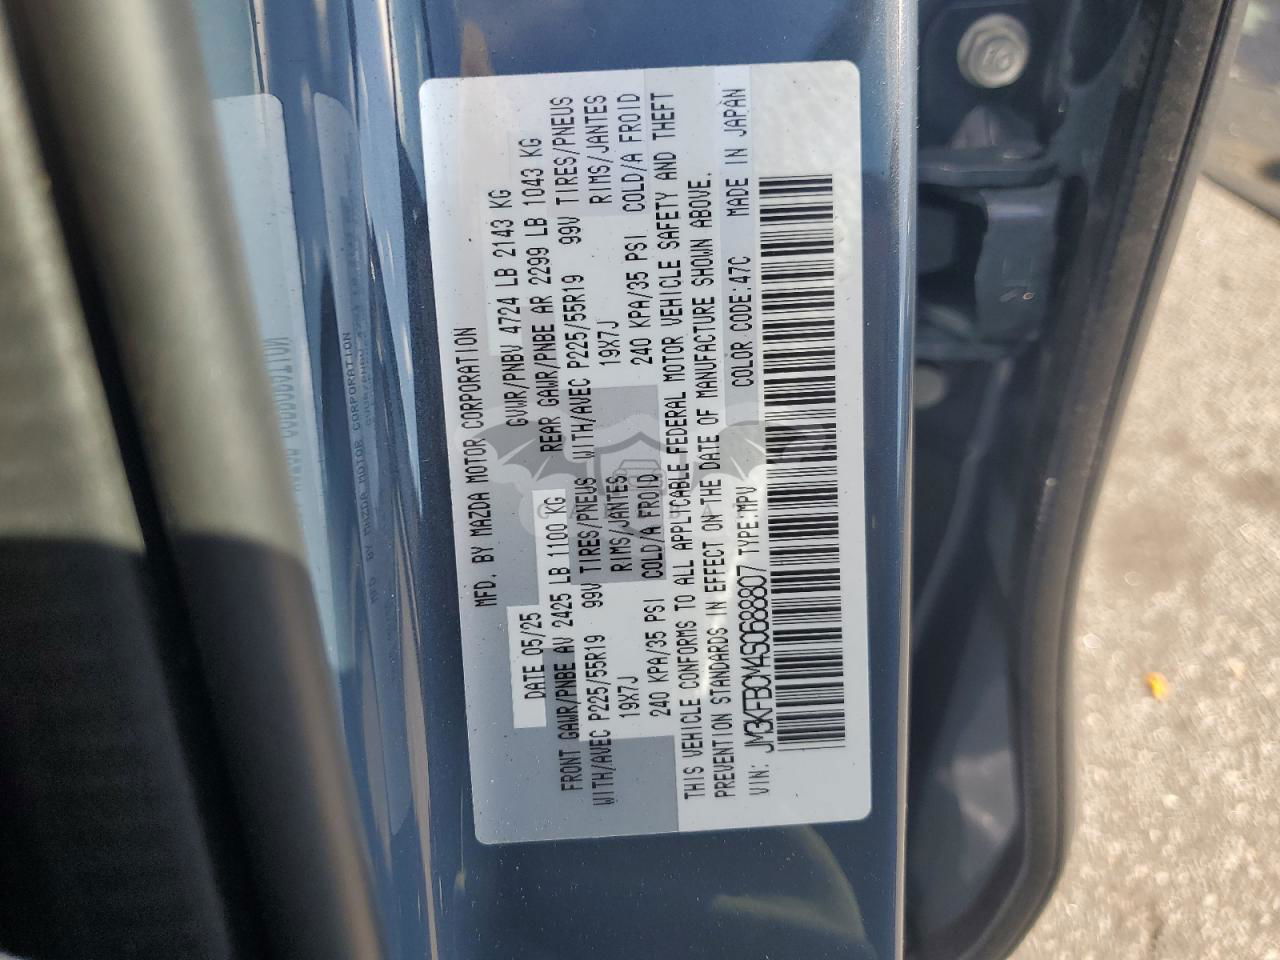 MFD. BY MAZDA MOTOR CORPORATION
DATE 05/25 GVWR/PNBV 4724 LB 2143 KG
FRONT GAWR/PNBE AV 2425 LB 1100 KG REAR GAWR/PNBE AR 2299 LB 1043 KG
WITH/AVEC P225/55R19 99V TIRES/PNEUS WITH/AVEC P225/55R19 99V TIRES/PNEUS
19X7J RIMS/JANTES 19X7J RIMS/JANTES
240 KPA/35 PSI COLD/A FROID 240 KPA/35 PSI COLD/A FROID
THIS VEHICLE CONFORMS TO ALL APPLICABLE FEDERAL MOTOR VEHICLE SAFETY AND THEFT
PREVENTION STANDARDS IN EFFECT ON THE DATE OF MANUFACTURE SHOWN ABOVE.
VIN: JM3KFBCM4S0688807 TYPE:MPV COLOR CODE:47C MADE IN JAPAN
MFD. BY MAZDA MOTOR CORPORATION